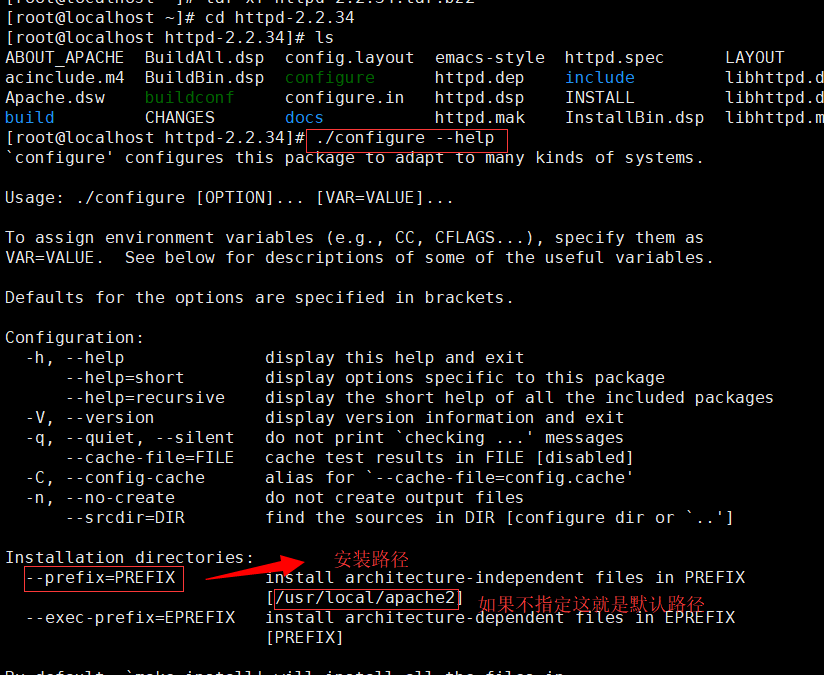 [root@localhost ~]# tar xf httpd-2.2.34.tar.bz2
[root@localhost ~]# cd httpd-2.2.34
[root@localhost httpd-2.2.34]# ls
ABOUT_APACHE  BuildAll.dsp  config.layout  emacs-style  httpd.spec      LAYOUT
acinclude.m4  BuildBin.dsp  configure      httpd.dep    include         libhttpd.d
Apache.dsw    buildconf     configure.in   httpd.dsp    INSTALL         libhttpd.d
build         CHANGES       docs           httpd.mak    InstallBin.dsp  libhttpd.m
[root@localhost httpd-2.2.34]# ./configure --help
`configure' configures this package to adapt to many kinds of systems.
Usage: ./configure [OPTION]... [VAR=VALUE]...
To assign environment variables (e.g., CC, CFLAGS...), specify them as
VAR=VALUE.  See below for descriptions of some of the useful variables.
Defaults for the options are specified in brackets.
Configuration:
  -h, --help              display this help and exit
      --help=short        display options specific to this package
      --help=recursive    display the short help of all the included packages
  -V, --version           display version information and exit
  -q, --quiet, --silent   do not print `checking ...' messages
      --cache-file=FILE   cache test results in FILE [disabled]
  -C, --config-cache      alias for `--cache-file=config.cache'
  -n, --no-create         do not create output files
      --srcdir=DIR        find the sources in DIR [configure dir or `..']
Installation directories:
安装路径
  --prefix=PREFIX         install architecture-independent files in PREFIX
                          [/usr/local/apache2] 如果不指定这就是默认路径
  --exec-prefix=EPREFIX   install architecture-dependent files in EPREFIX
                          [PREFIX]
By default, `make install' will install all the files in